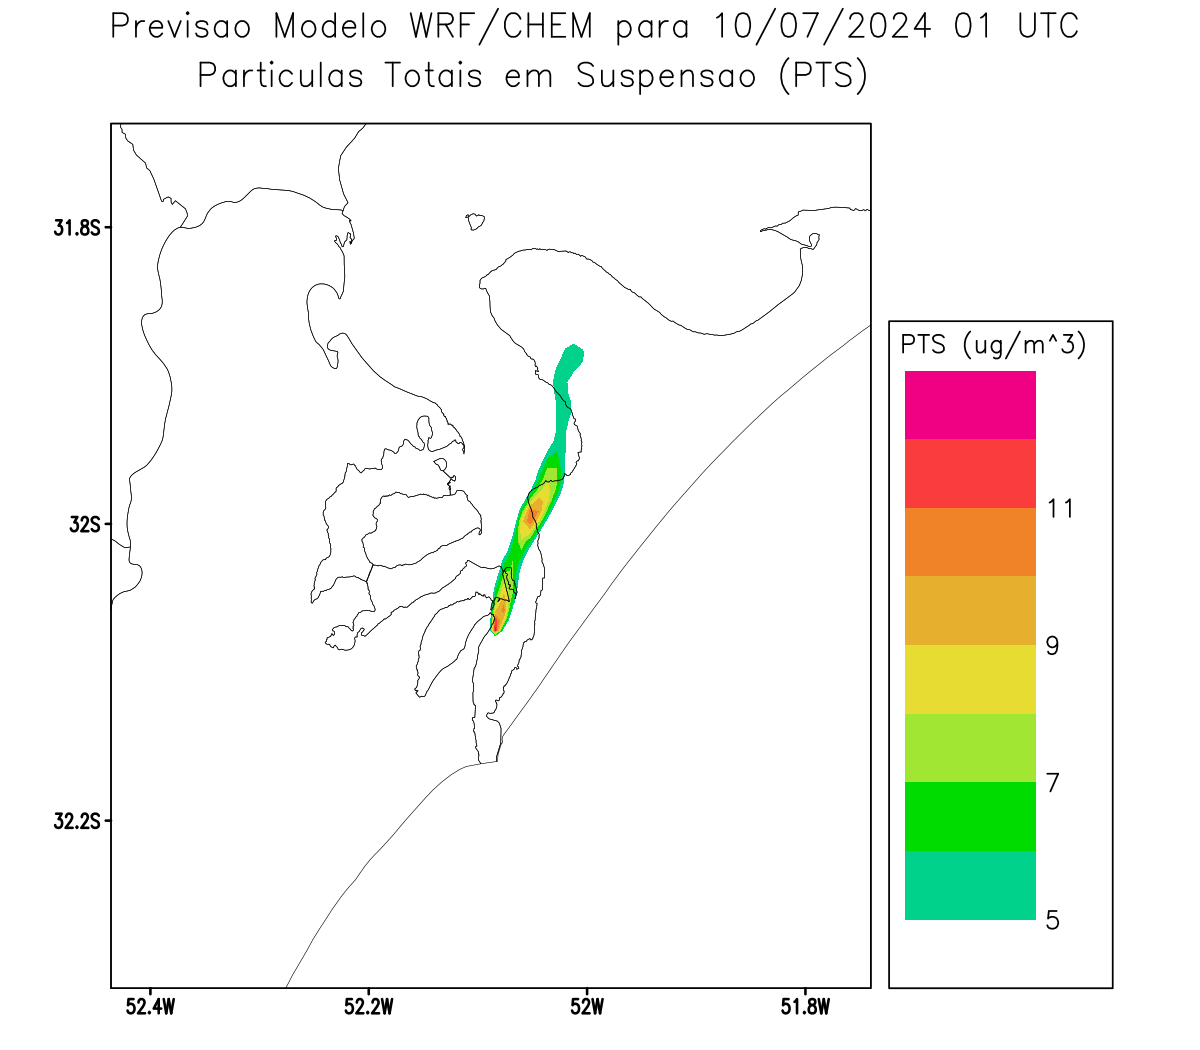 Previsao Modelo WRF/CHEM para 10/07/2024 01 UTC
Particulas Totais em Suspensao (PTS)
31.8S
32S
32.2S
52.4W
52.2W
52W
51.8W
PTS (ug/m^3)
11
9
7
5